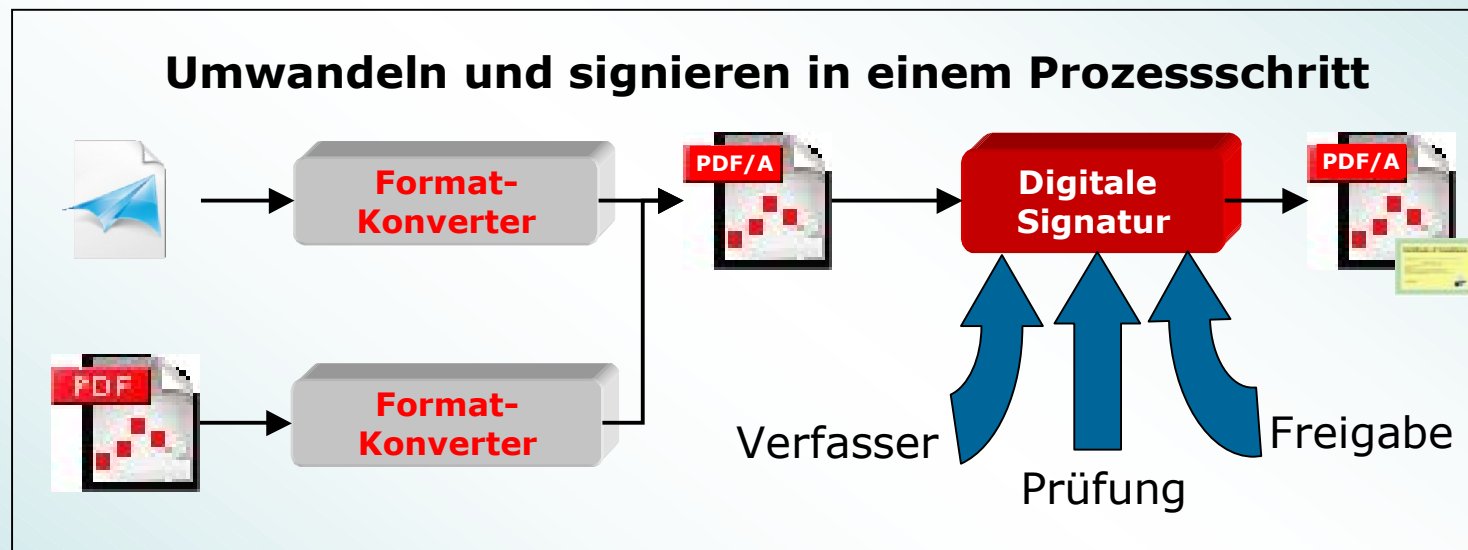 Umwandeln und signieren in einem Prozessschritt
Format-
Konverter
PDF/A
Digitale
Signatur
PDF/A
PDF
Format-
Konverter
Verfasser
Prüfung
Freigabe